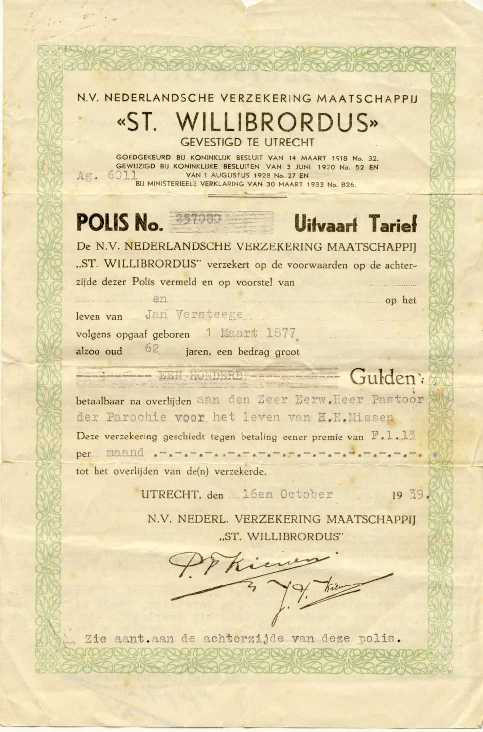 N.V. NEDERLANDSCHE VERZEKERING MAATSCHAPPIJ
«ST. WILLIBRORDUS»
GEVESTIGD TE UTRECHT
GOEDGEKEURD BIJ KONINKLIJK BESLUIT VAN 14 MAART 1918 No. 32.
GEWIJZIGD BIJ KONINKLIJKE BESLUITEN VAN 3 JUNI 1920 No. 52 EN
Ag. 6011 VAN 1 AUGUSTUS 1928 No. 27 EN
BIJ MINISTERIEELE VERKLARING VAN 30 MAART 1933 No. 826.
POLIS No. 357080 Uitvaart Tarief
De N.V. NEDERLANDSCHE VERZEKERING MAATSCHAPPIJ
„ST. WILLIBRORDUS" verzekert op de voorwaarden op de achter-
zijde dezer Polis vermeld en op voorstel van
en op het
leven van Jan Versteege
volgens opgaaf geboren 1 Maart 1877
alzoo oud 62 jaren, een bedrag groot
EEN HONDERD Gulden
betaalbaar na overlijden aan den Zeer Eerw.Heer Pastoor
der Parochie voor het leven van H.H.Missen
Deze verzekering geschiedt tegen betaling eener premie van F.1.13
per maand -.-.-.-.-.-.-.-.-.-.-.-.-.-.-.-.-
tot het overlijden van de(n) verzekerde.
UTRECHT, den 16en October 1939.
N.V. NEDERL. VERZEKERING MAATSCHAPPIJ
„ST. WILLIBRORDUS"
Zie aant.aan de achterzijde van deze polis.